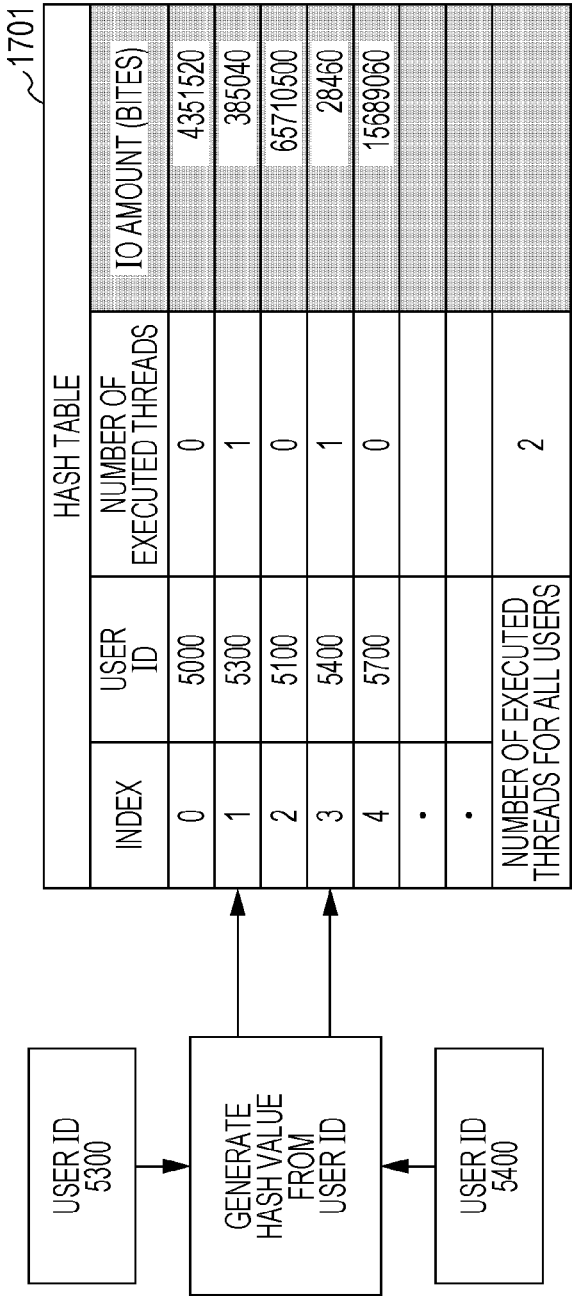 1701
USER ID
5300
GENERATE
HASH VALUE
FROM
USER ID
USER ID
5400
HASH TABLE
INDEX USER ID NUMBER OF EXECUTED THREADS IO AMOUNT (BITES)
0 5000 0 4351520
1 5300 1 385040
2 5100 0 65710500
3 5400 1 28460
4 5700 0 15689060
•
•
NUMBER OF EXECUTED THREADS FOR ALL USERS 2